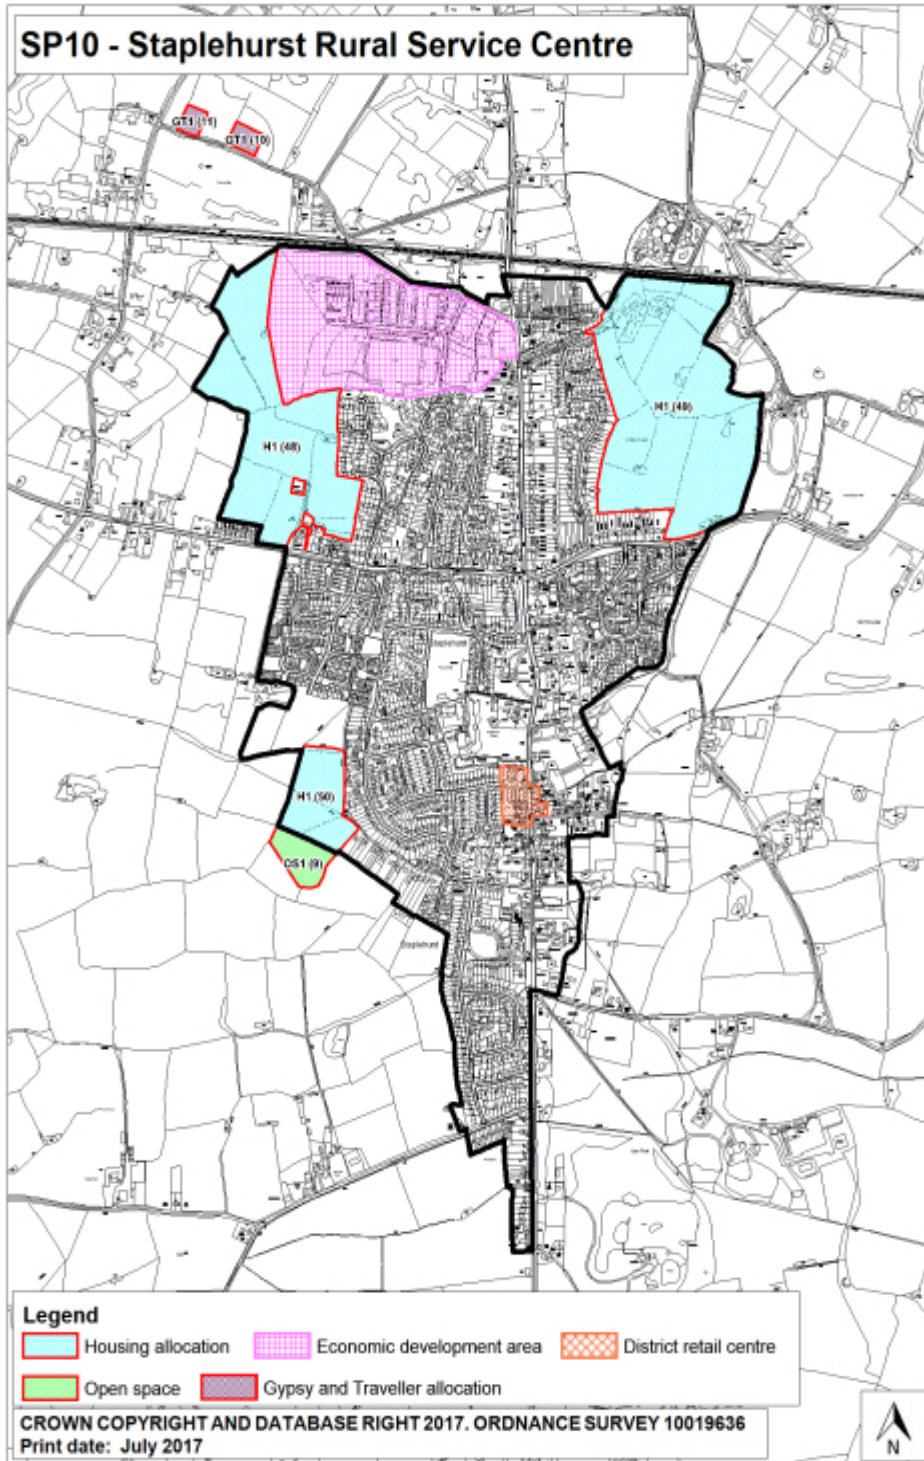 SP10 - Staplehurst Rural Service Centre
GT1 (11)
GT1 (10)
H1 (49)
H1 (48)
Staplehurst
H1 (50)
OS1 (9)
Staplehurst
Legend
Housing allocation
Economic development area
District retail centre
Open space
Gypsy and Traveller allocation
CROWN COPYRIGHT AND DATABASE RIGHT 2017. ORDNANCE SURVEY 10019636
Print date: July 2017
N